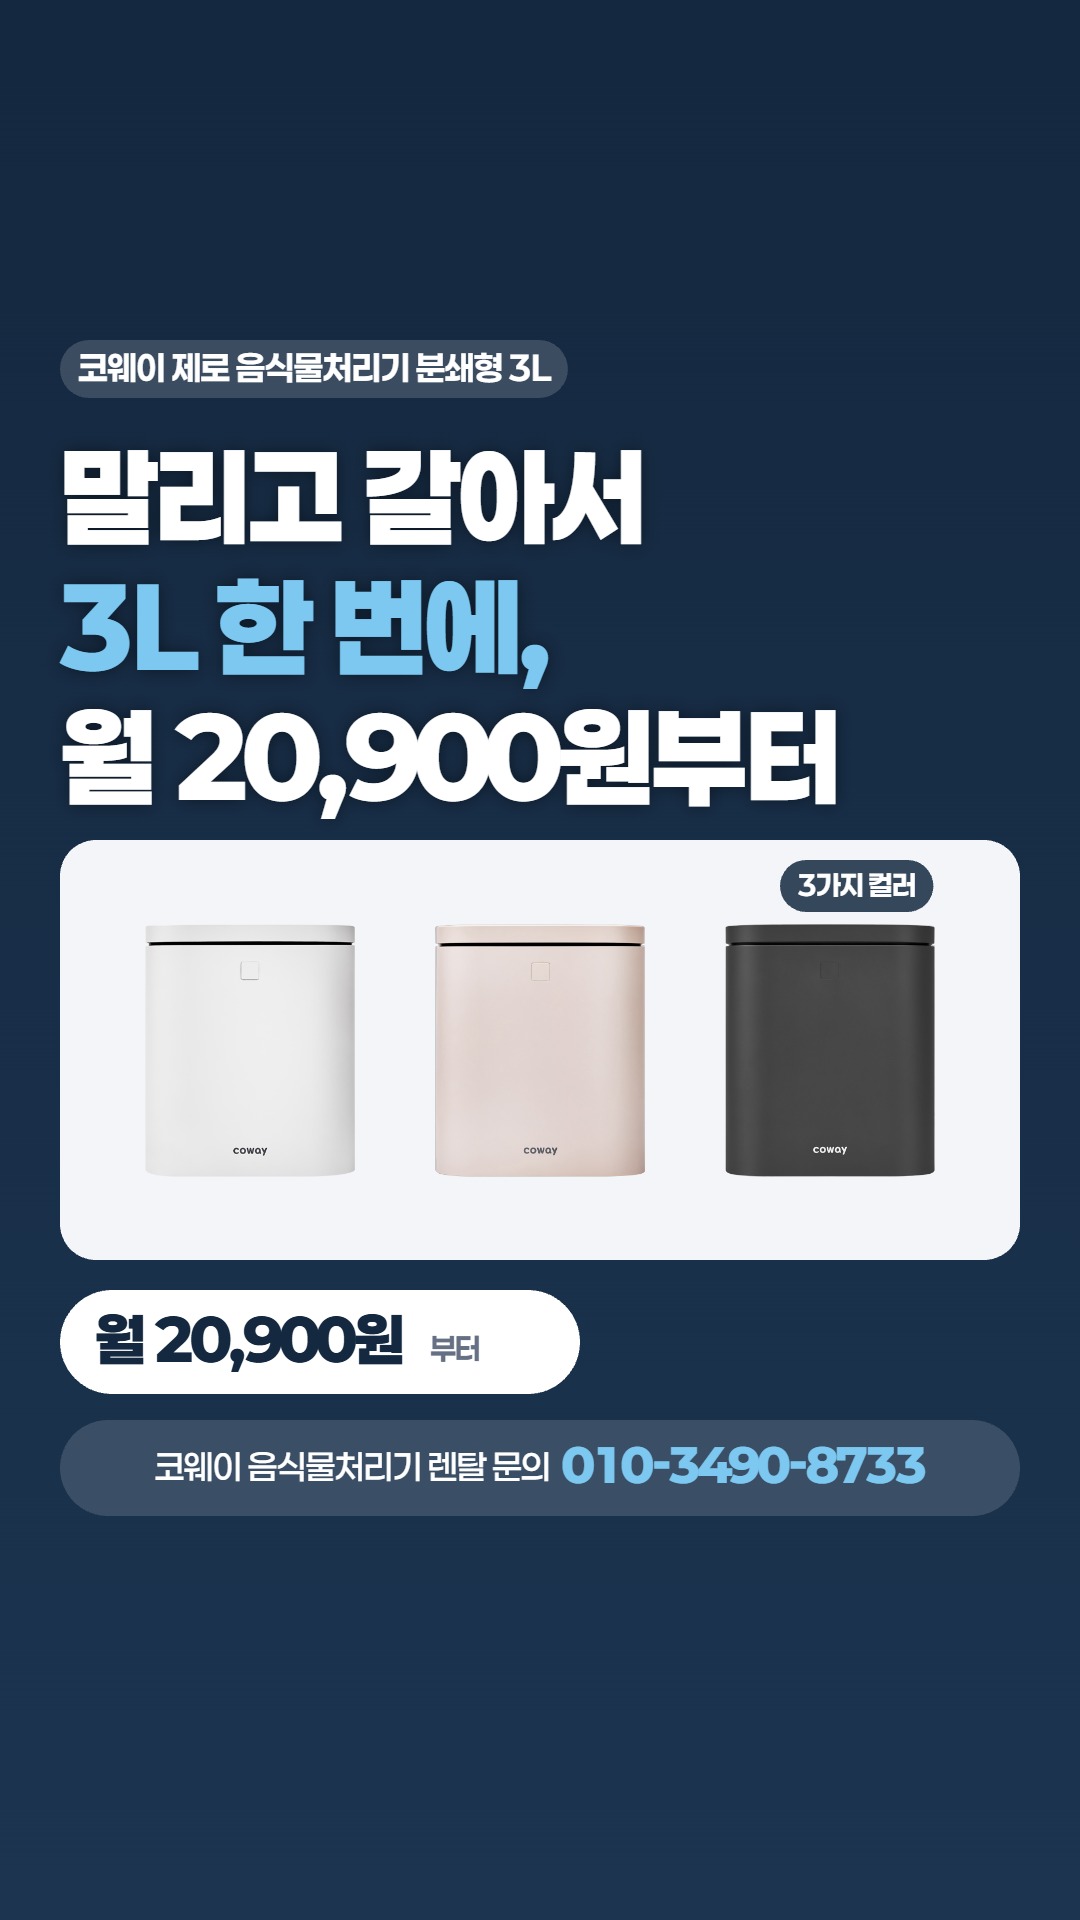 코웨이 제로 음식물처리기 분쇄형 3L
말리고 갈아서
3L 한 번에,
월 20,900원부터
3가지 컬러
coway
coway
coway
월 20,900원 부터
코웨이 음식물처리기 렌탈 문의 010-3490-8733